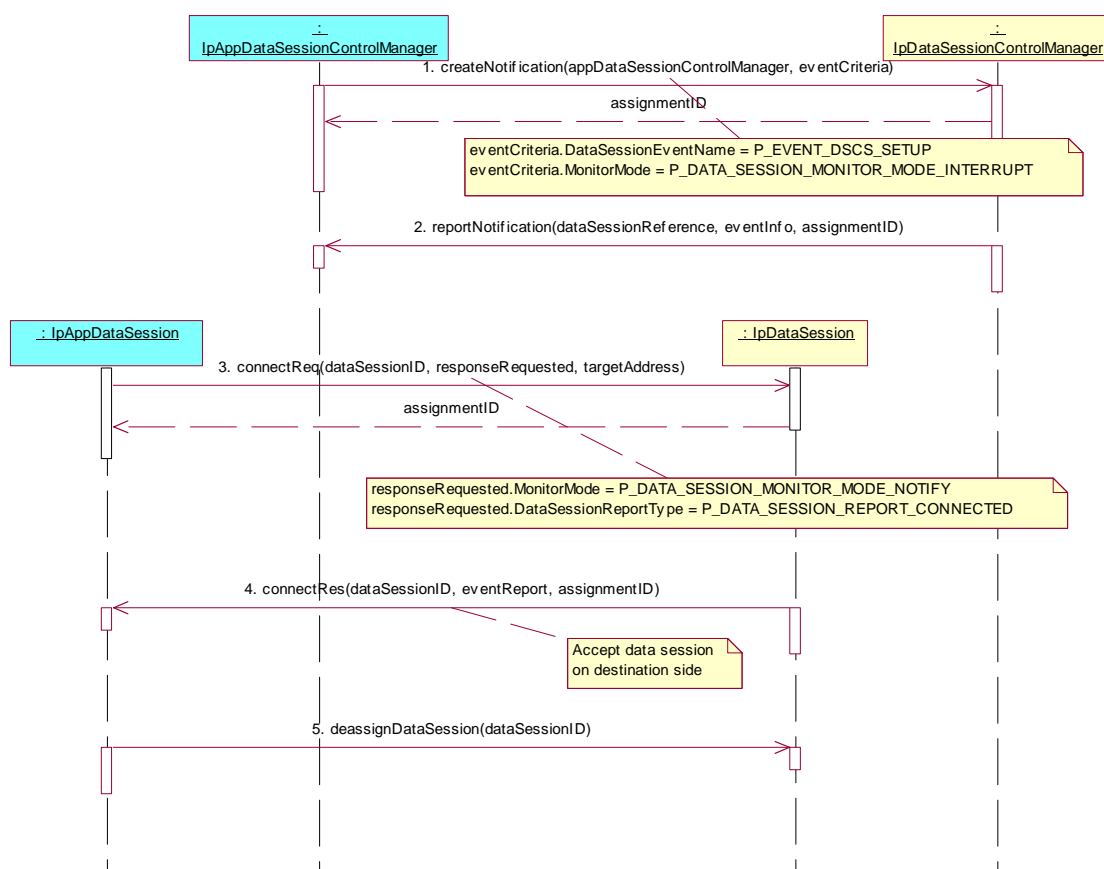 :
IpAppDataSessionControlManager
:
IpDataSessionControlManager
1. createNotification(appDataSessionControlManager, eventCriteria)
assignmentID
eventCriteria.DataSessionEventName = P_EVENT_DSCS_SETUP
eventCriteria.MonitorMode = P_DATA_SESSION_MONITOR_MODE_INTERRUPT
2. reportNotification(dataSessionReference, eventInfo, assignmentID)
: IpAppDataSession
: IpDataSession
3. connectReq(dataSessionID, responseRequested, targetAddress)
assignmentID
responseRequested.MonitorMode = P_DATA_SESSION_MONITOR_MODE_NOTIFY
responseRequested.DataSessionReportType = P_DATA_SESSION_REPORT_CONNECTED
4. connectRes(dataSessionID, eventReport, assignmentID)
Accept data session
on destination side
5. deassignDataSession(dataSessionID)